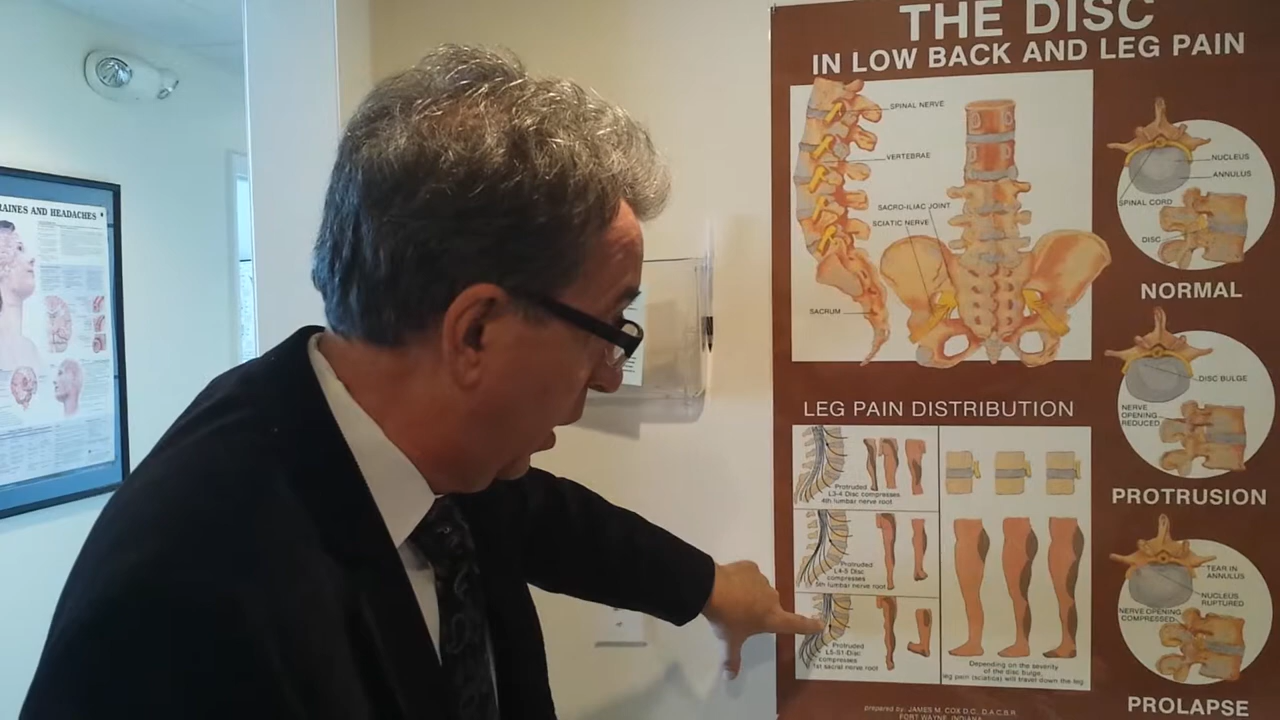 RAINES AND HEADACHES
THE DISC
IN LOW BACK AND LEG PAIN
SPINAL NERVE
VERTEBRAE
SACRO-ILIAC JOINT
SCIATIC NERVE
SACRUM
NUCLEUS
ANNULUS
SPINAL CORD
DISC
NORMAL
DISC BULGE
NERVE
OPENING
REDUCED
PROTRUSION
TEAR IN
ANNULUS
NUCLEUS
RUPTURED
NERVE OPENING
COMPRESSED
PROLAPSE
LEG PAIN DISTRIBUTION
Protruded
L3-4 Disc compresses
4th lumbar nerve root
Protruded
L4-5 Disc
compresses
5th lumbar nerve root
Protruded
L5-S1 Disc
compresses
1st sacral nerve root
Depending on the severity
of the disc bulge,
leg pain (sciatica) will travel down the leg
prepared by: JAMES M. COX D.C., D.A.C.B.R.
FORT WAYNE, INDIANA